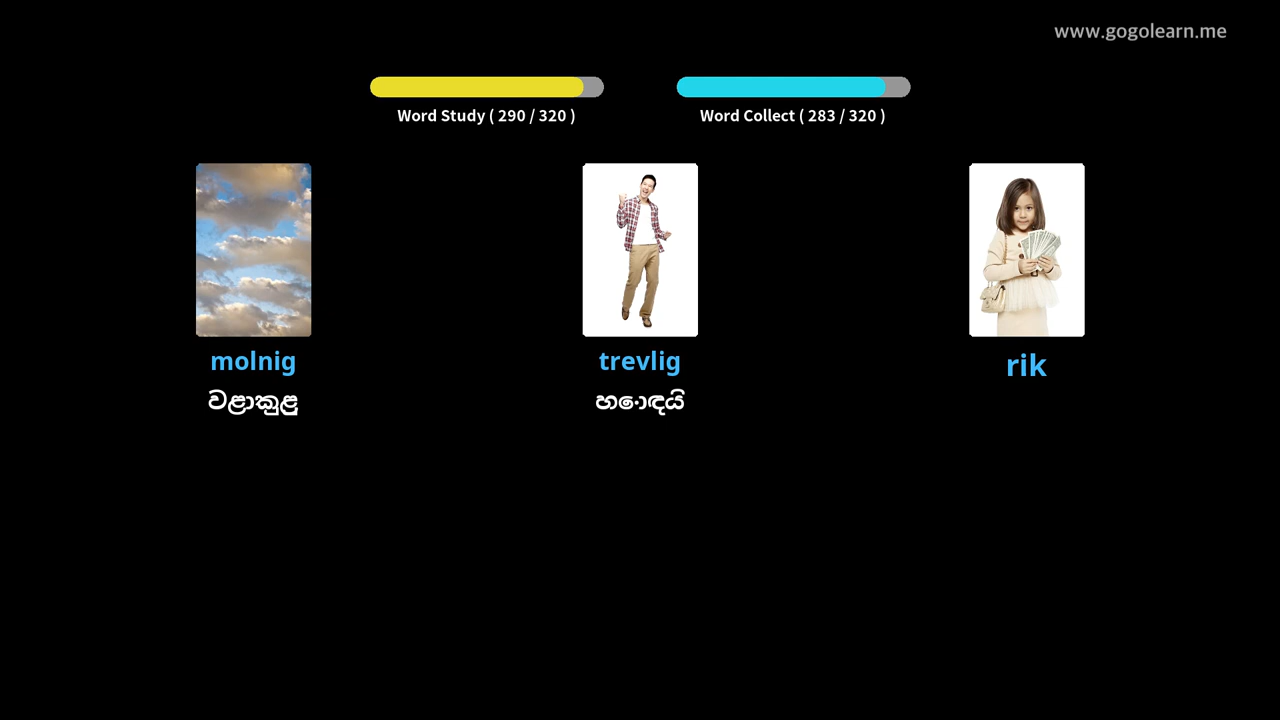 www.gogolearn.me
Word Study ( 290 / 320 )
Word Collect ( 283 / 320 )
molnig
trevlig
rik
වළාකුළු
හොඳයි